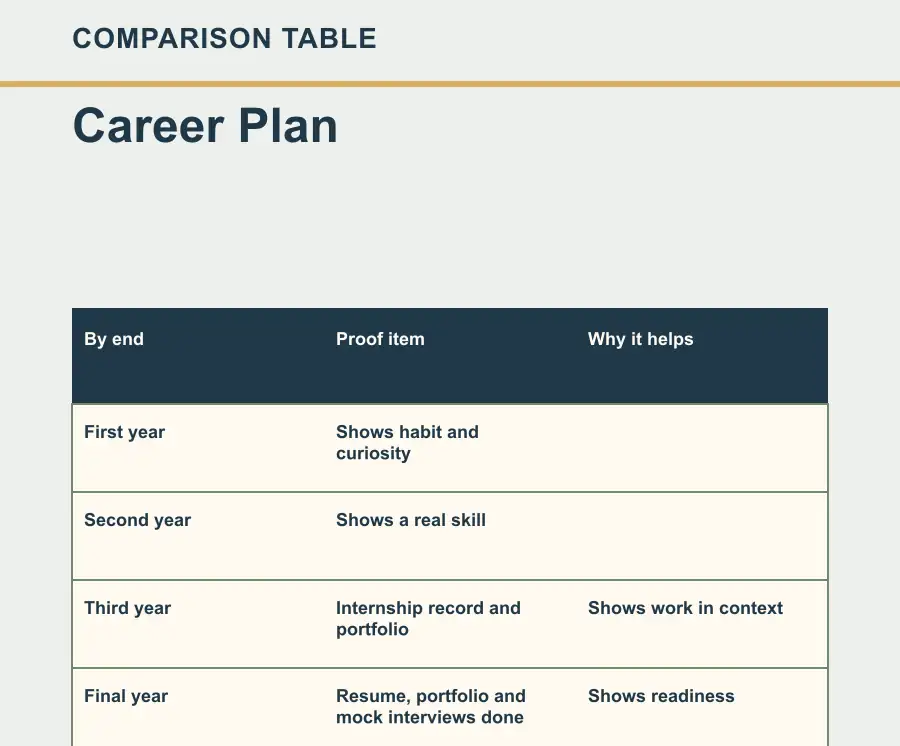 COMPARISON TABLE
Career Plan
By end Proof item Why it helps
First year Shows habit and
curiosity
Second year Shows a real skill
Third year Internship record and Shows work in context
portfolio
Final year Resume, portfolio and Shows readiness
mock interviews done